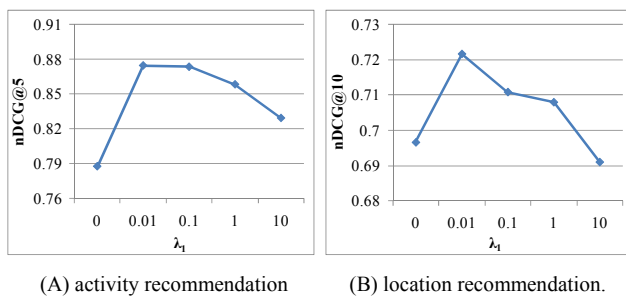 0.91
0.88
0.85
0.82
0.79
0.76
nDCG@5
0 0.01 0.1 1 10
λ₁
(A) activity recommendation
0.73
0.72
0.71
0.7
0.69
0.68
nDCG@10
0 0.01 0.1 1 10
λ₁
(B) location recommendation.